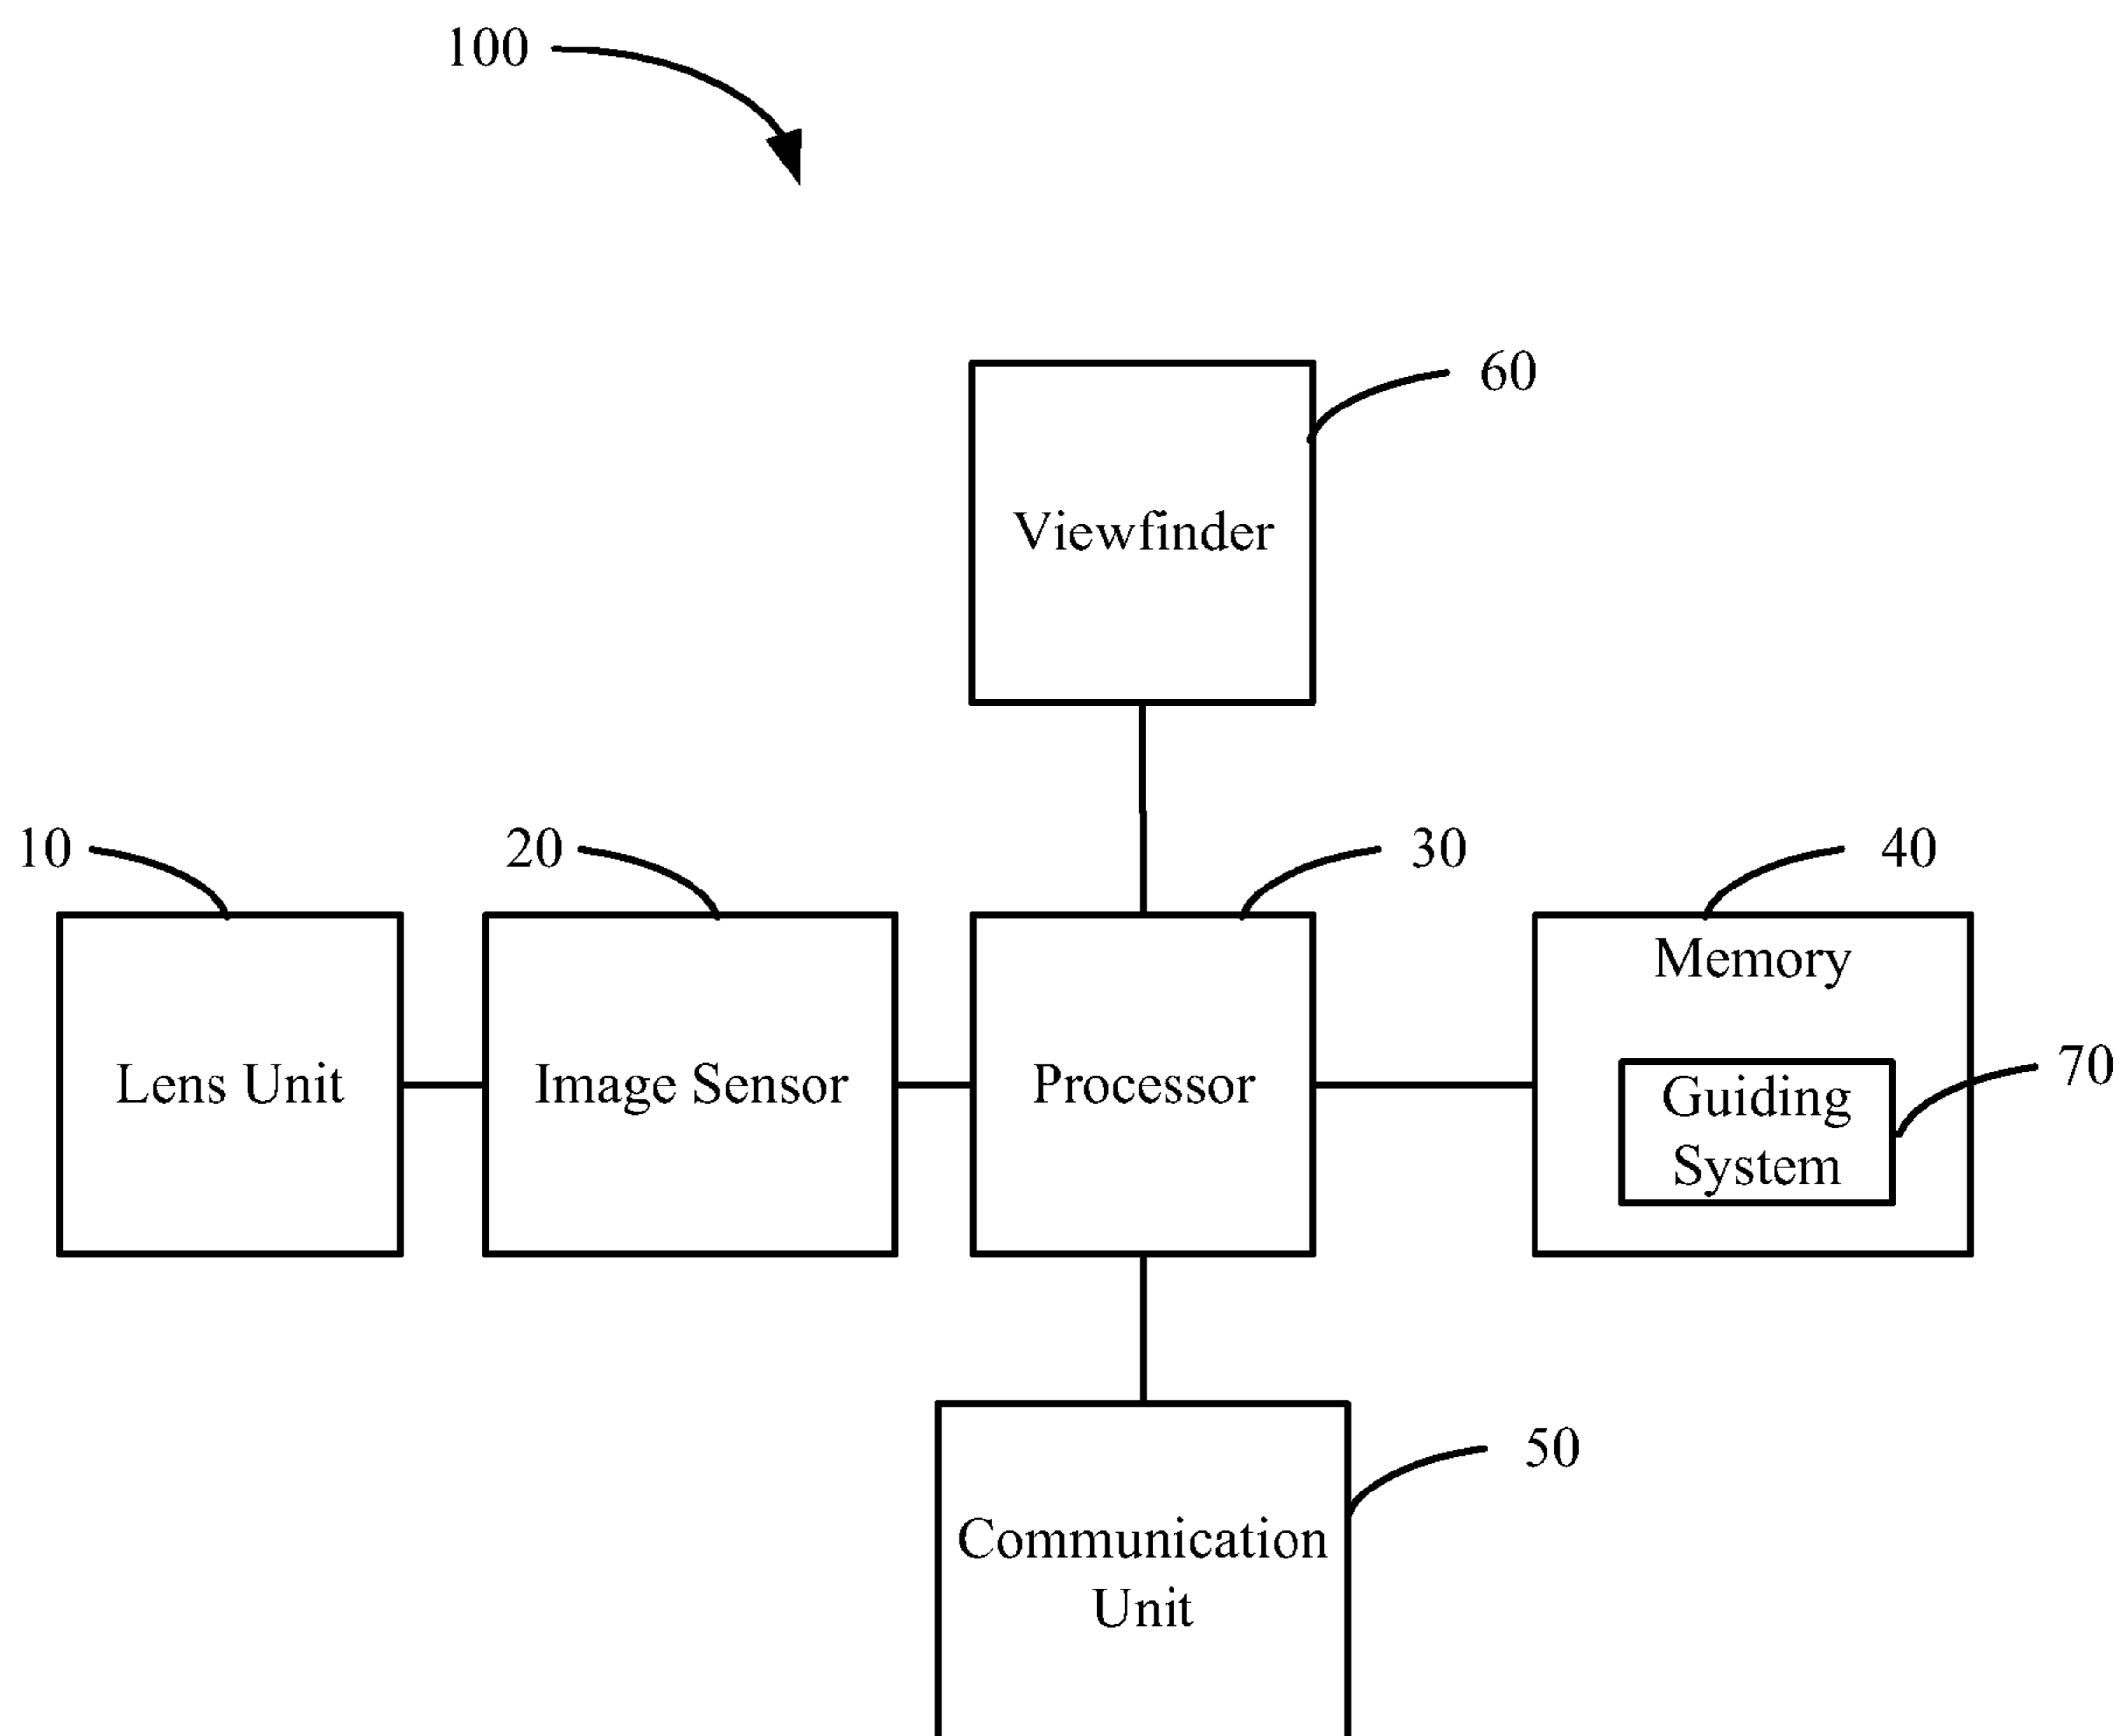 100
60
Viewfinder
10
20
30
40
Memory
Lens Unit
Image Sensor
Processor
Guiding
System
70
50
Communication
Unit